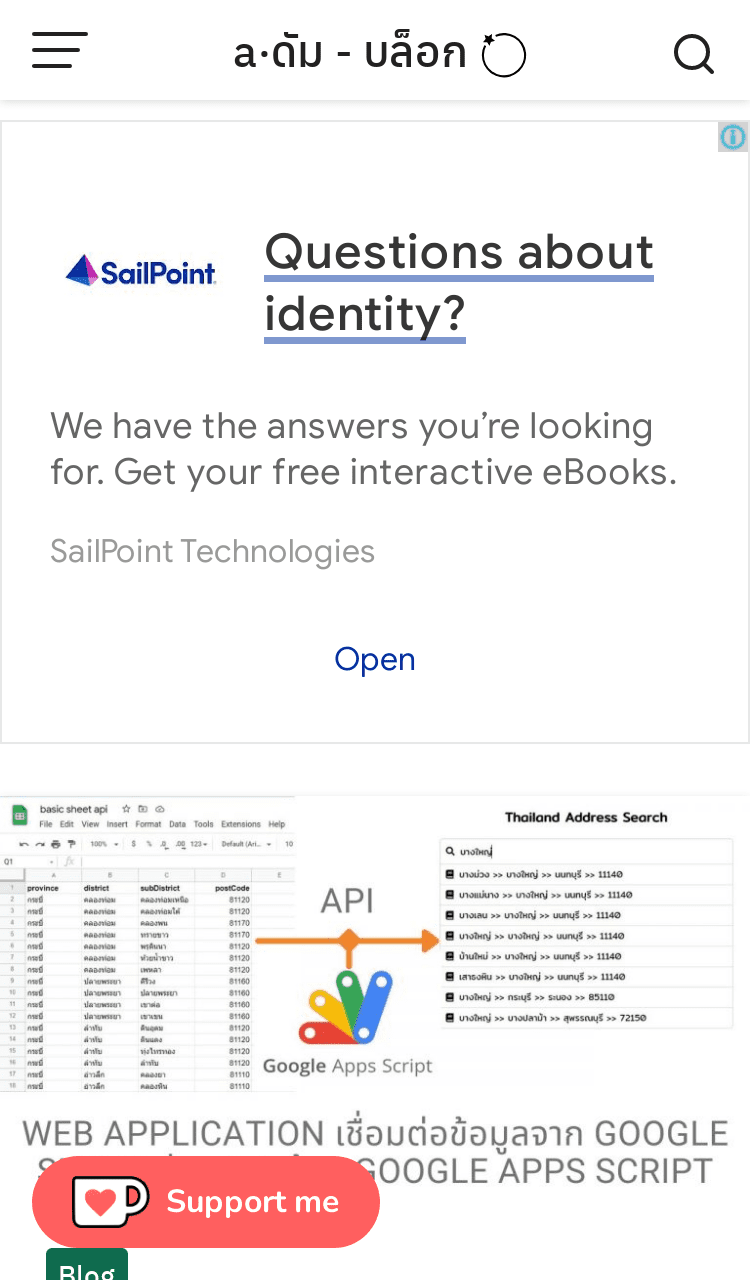 a·ดัม - บล็อก
SailPoint
Questions about
identity?
We have the answers you’re looking
for. Get your free interactive eBooks.
SailPoint Technologies
Open
basic sheet api
File Edit View Insert Format Data Tools Extensions Help
100% $ % .0 .00 123 Default (Ari... 10
Q1 fx
A B C D E
1 province district subDistrict postCode
2 กระบี่ คลองท่อม คลองท่อมเหนือ 81120
3 กระบี่ คลองท่อม คลองท่อมใต้ 81120
4 กระบี่ คลองท่อม คลองพน 81170
5 กระบี่ คลองท่อม ทรายขาว 81170
6 กระบี่ คลองท่อม พรุดินนา 81120
7 กระบี่ คลองท่อม ห้วยน้ำขาว 81120
8 กระบี่ คลองท่อม เพหลา 81120
9 กระบี่ ปลายพระยา คีรีวง 81160
10 กระบี่ ปลายพระยา ปลายพระยา 81160
11 กระบี่ ปลายพระยา เขาต่อ 81160
12 กระบี่ ปลายพระยา เขาเขน 81160
13 กระบี่ ลำทับ ดินอุดม 81120
14 กระบี่ ลำทับ ดินแดง 81120
15 กระบี่ ลำทับ ทุ่งไทรทอง 81120
16 กระบี่ ลำทับ ลำทับ 81120
17 กระบี่ อ่าวลึก คลองยา 81110
18 กระบี่ อ่าวลึก คลองหิน 81110
API
Google Apps Script
Thailand Address Search
บางใหญ่
บางม่วง >> บางใหญ่ >> นนทบุรี >> 11140
บางแม่นาง >> บางใหญ่ >> นนทบุรี >> 11140
บางเลน >> บางใหญ่ >> นนทบุรี >> 11140
บางใหญ่ >> บางใหญ่ >> นนทบุรี >> 11140
บ้านใหม่ >> บางใหญ่ >> นนทบุรี >> 11140
เสาธงหิน >> บางใหญ่ >> นนทบุรี >> 11140
บางใหญ่ >> กระบุรี >> ระนอง >> 85110
บางใหญ่ >> บางปลาม้า >> สุพรรณบุรี >> 72150
WEB APPLICATION เชื่อมต่อข้อมูลจาก GOOGLE
GOOGLE APPS SCRIPT
Support me
Blog